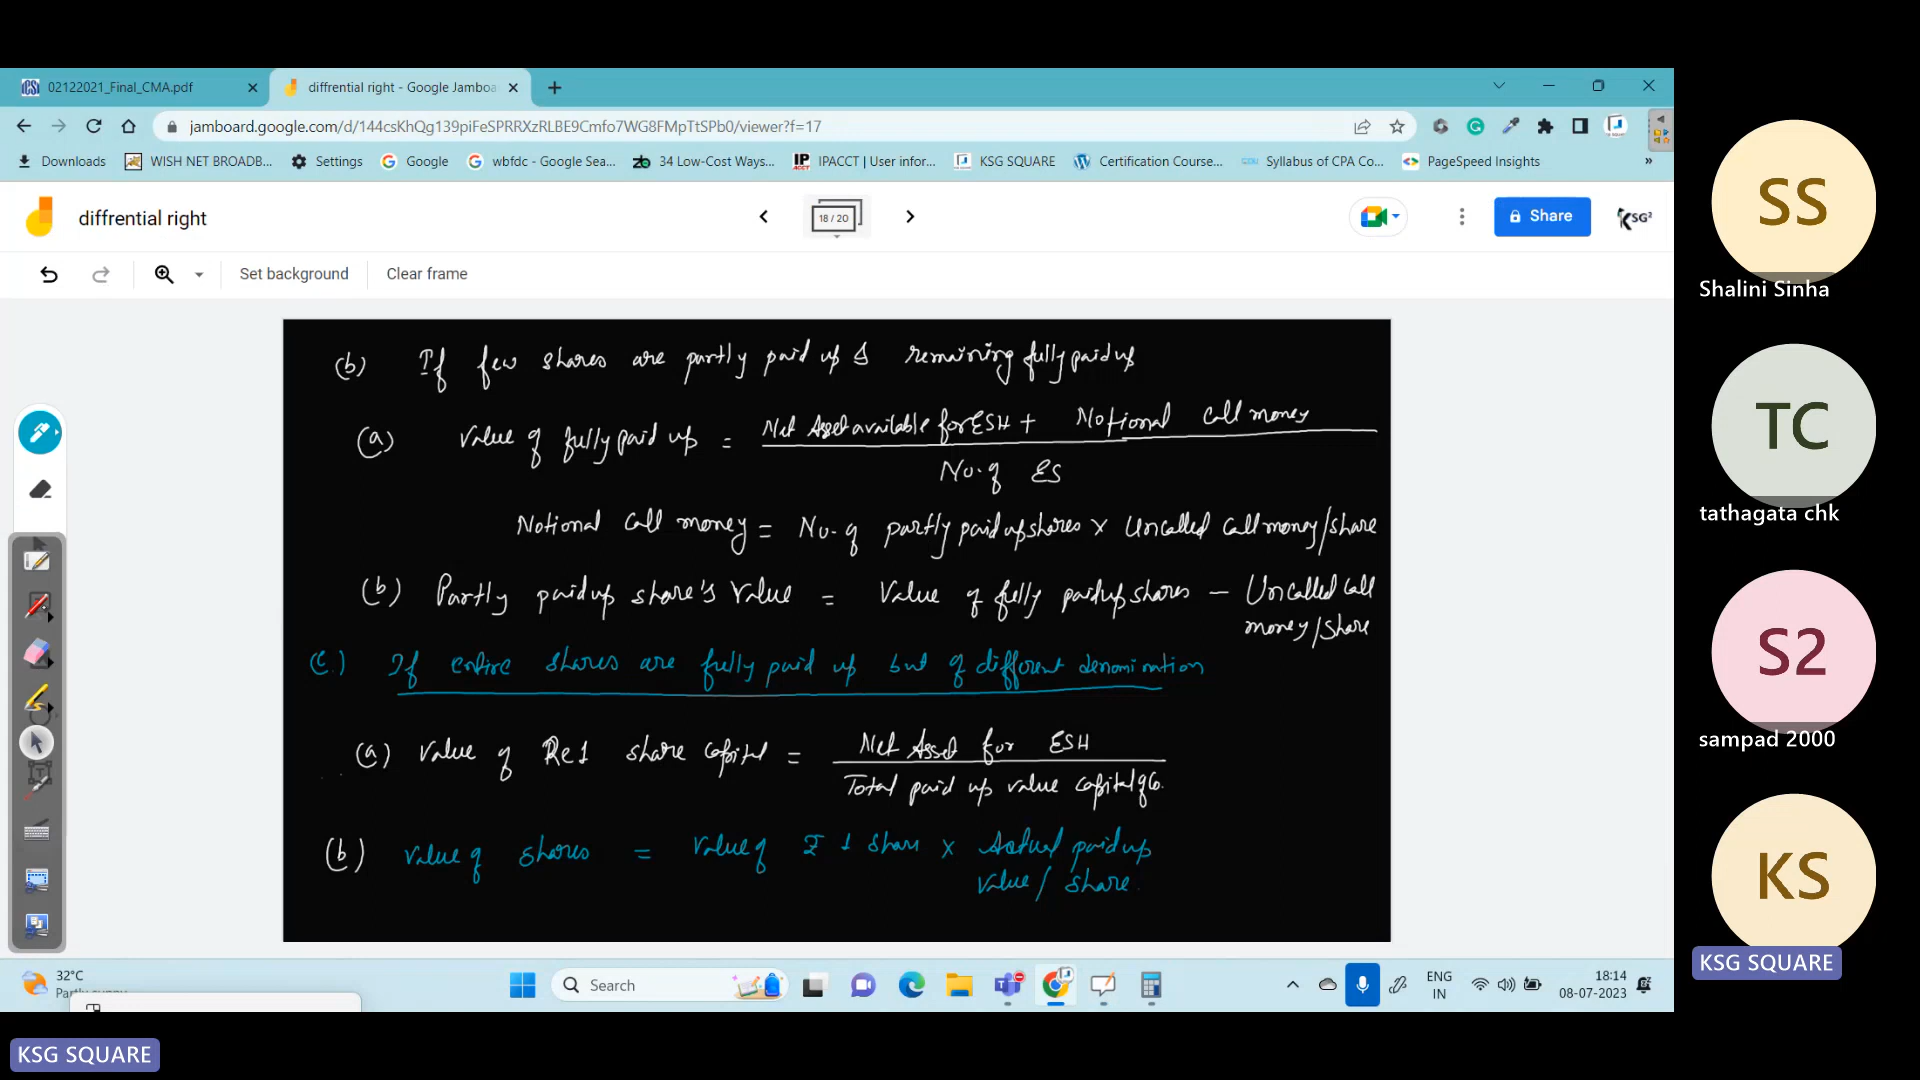 02122021_Final_CMA.pdf
diffrential right - Google Jamboa
jamboard.google.com/d/144csKhQg139piFeSPRRXzRLBE9Cmfo7WG8FMpTtSPb0/viewer?f=17
Downloads WISH NET BROADB... Settings Google wbfdc - Google Sea... 34 Low-Cost Ways... IPACCT | User infor... KSG SQUARE Certification Course... Syllabus of CPA Co... PageSpeed Insights »
diffrential right
18 / 20
Share
KSG²
Set background Clear frame
(b) If few shares are partly paid up & remaining fully paid up
(a) Value of fully paid up = Net Asset available for ESH + Notional Call money
No. of ES
Notional Call money = No. of partly paid up shares × Uncalled Call money/share
(b) Partly paid up share's Value = Value of fully paid up shares − Uncalled Call
money/share
(C) If entire shares are fully paid up but of different denomination
(a) Value of Re1 share capital = Net Asset for ESH
Total paid up value capital of Co.
(b) Value of shares = Value of ₹ 1 share × Actual paid up
Value / share
32°C
Search
ENG
IN
18:14
08-07-2023
SS
Shalini Sinha
TC
tathagata chk
S2
sampad 2000
KS
KSG SQUARE
KSG SQUARE